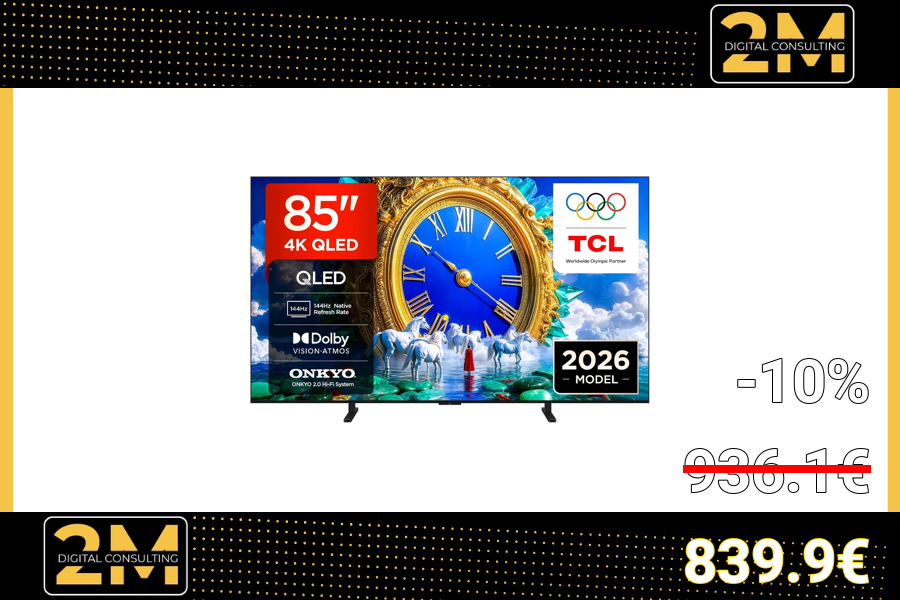 2M
DIGITAL CONSULTING
85"
4K QLED
QLED
144Hz
144Hz Native
Refresh Rate
Dolby
VISION·ATMOS
ONKYO
ONKYO 2.0 Hi-Fi System
XII
TCL
Worldwide Olympic Partner
2026
MODEL
-10%
936.1€
2M
DIGITAL CONSULTING
839.9€